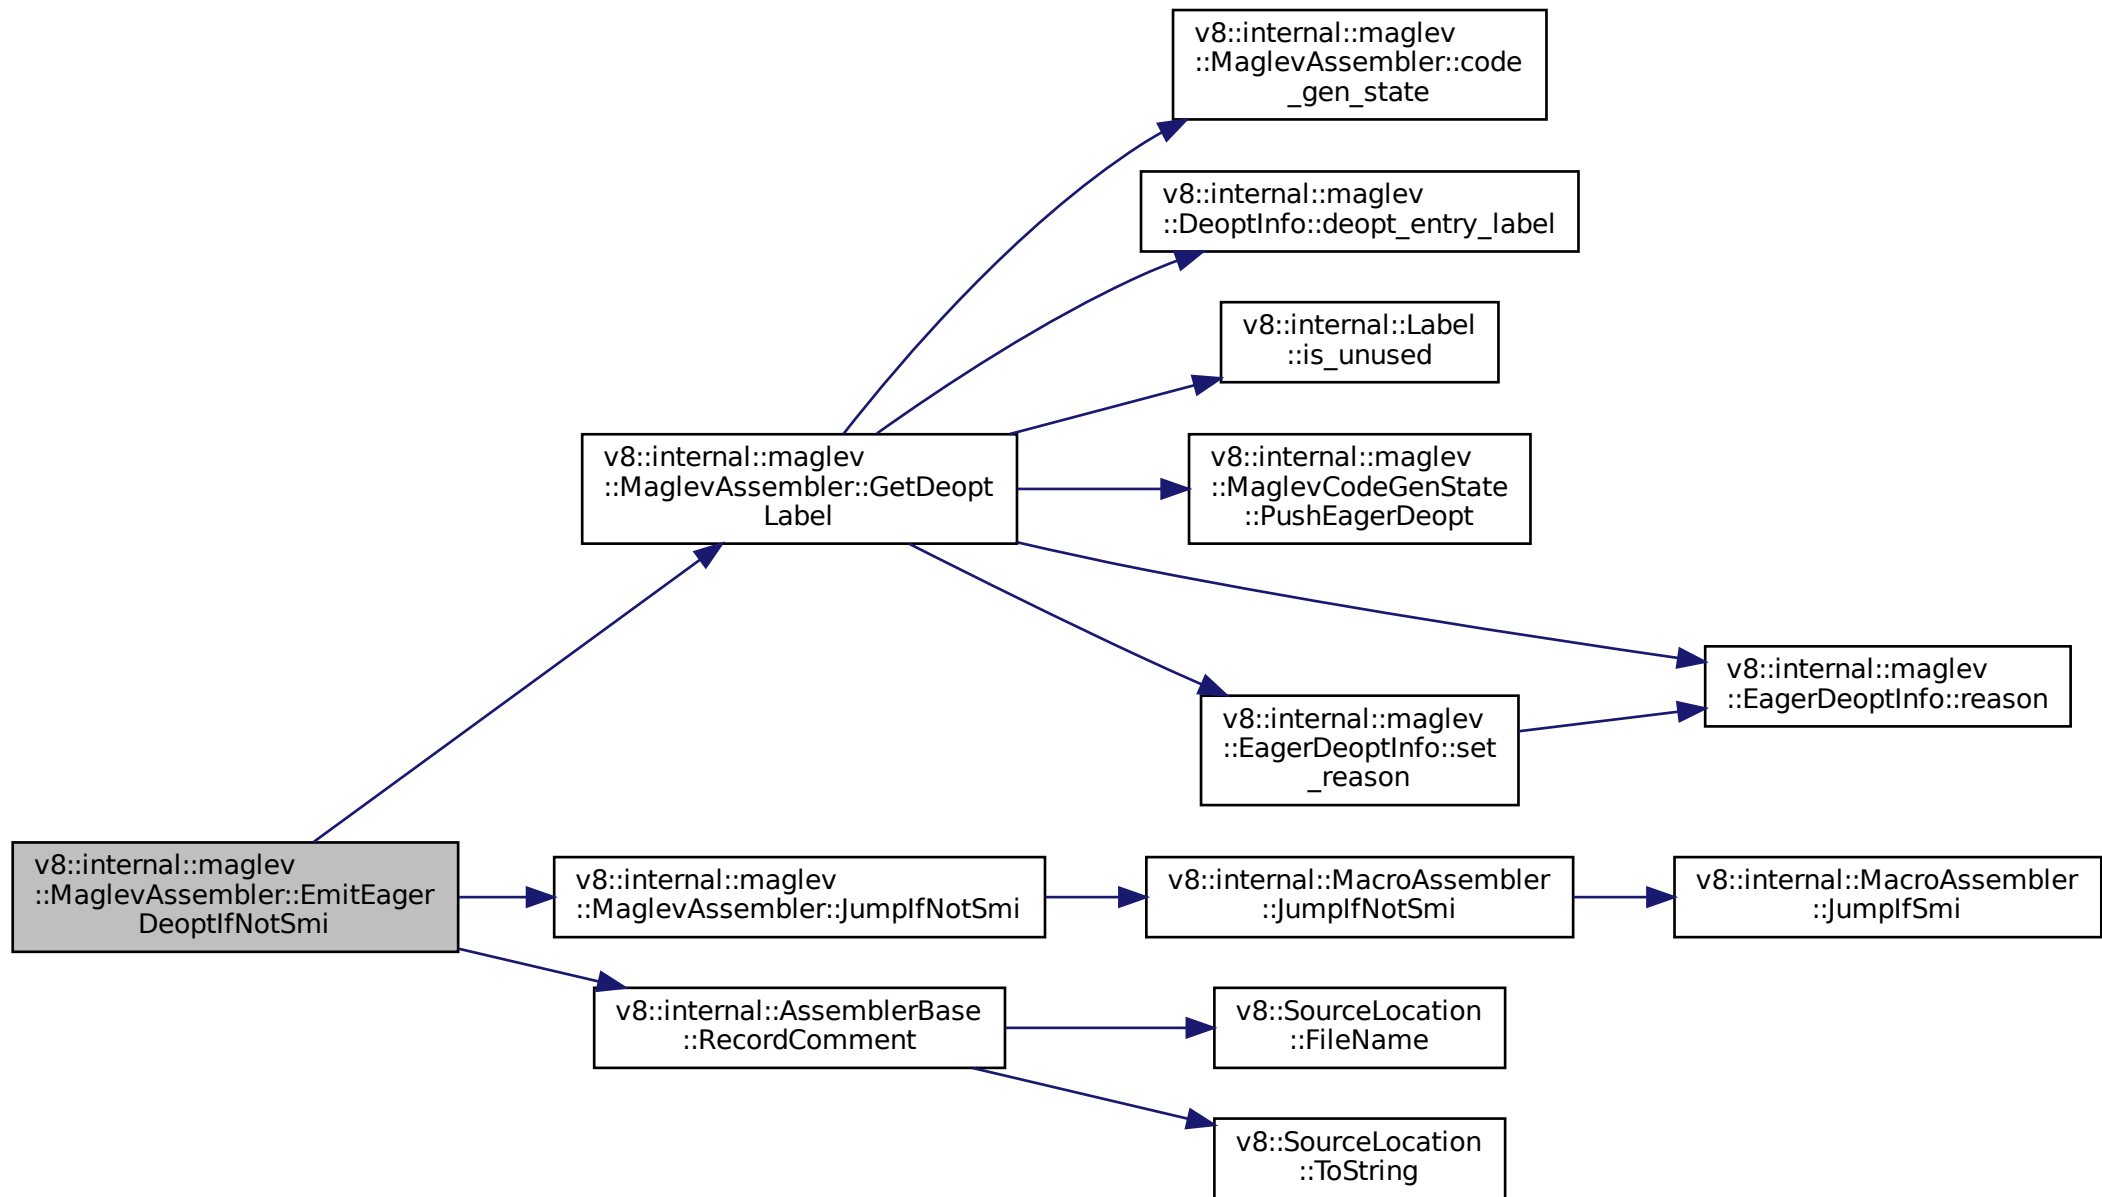 v8::internal::maglev
::MaglevAssembler::code
_gen_state
v8::internal::maglev
::DeoptInfo::deopt_entry_label
v8::internal::Label
::is_unused
v8::internal::maglev
::MaglevAssembler::GetDeopt
Label
v8::internal::maglev
::MaglevCodeGenState
::PushEagerDeopt
v8::internal::maglev
::EagerDeoptInfo::reason
v8::internal::maglev
::EagerDeoptInfo::set
_reason
v8::internal::maglev
::MaglevAssembler::EmitEager
DeoptIfNotSmi
v8::internal::maglev
::MaglevAssembler::JumpIfNotSmi
v8::internal::MacroAssembler
::JumpIfNotSmi
v8::internal::MacroAssembler
::JumpIfSmi
v8::internal::AssemblerBase
::RecordComment
v8::SourceLocation
::FileName
v8::SourceLocation
::ToString